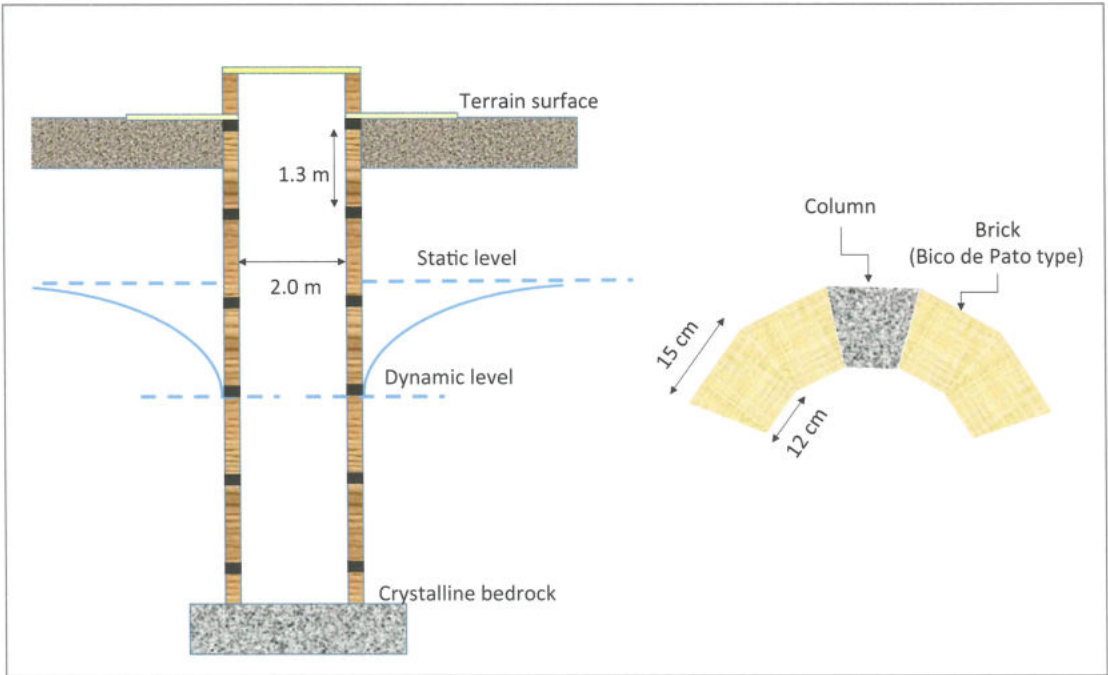 Terrain surface
1.3 m
Static level
2.0 m
Dynamic level
Crystalline bedrock
Column
Brick
(Bico de Pato type)
15 cm
12 cm